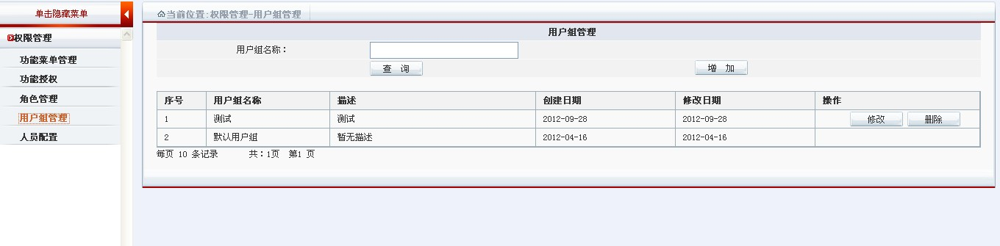 单击隐藏菜单
权限管理
功能菜单管理
功能授权
角色管理
用户组管理
人员配置
当前位置:权限管理-用户组管理
用户组管理
用户组名称：
查 询 增 加
序号 用户组名称 描述 创建日期 修改日期 操作
1 测试 测试 2012-09-28 2012-09-28 修改 删除
2 默认用户组 暂无描述 2012-04-16 2012-04-16
每页 10 条记录 共：1页 第1 页